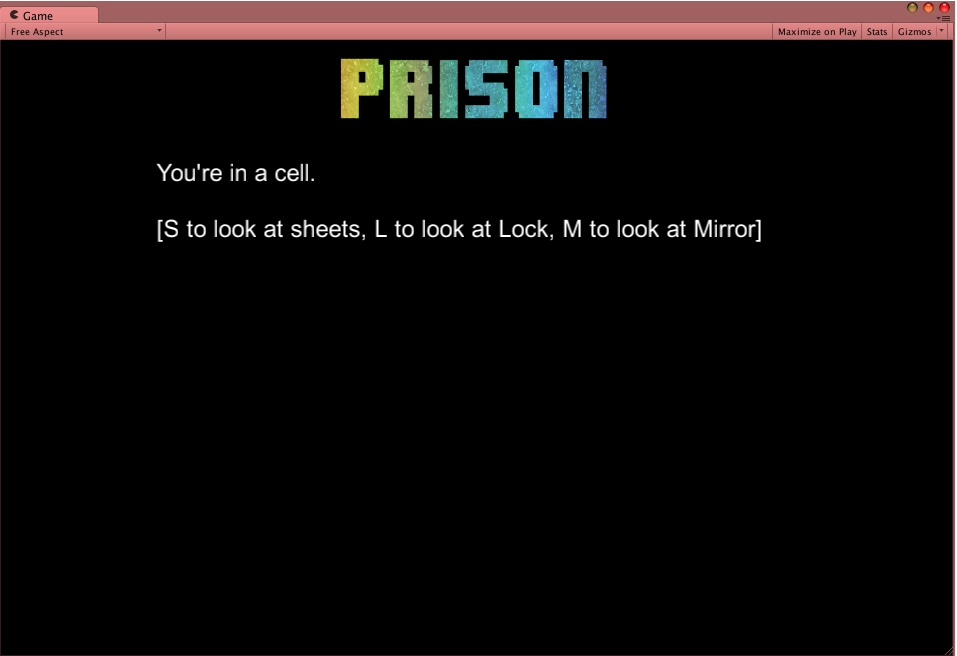 Game
Free Aspect
Maximize on Play Stats Gizmos
PRISON
You're in a cell.
[S to look at sheets, L to look at Lock, M to look at Mirror]